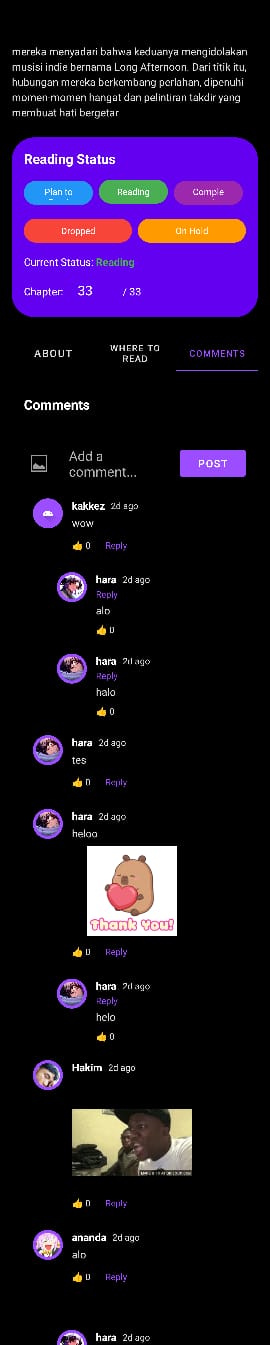 mereka menyadari bahwa keduanya mengidolakan
musisi indie bernama Long Afternoon. Dari titik itu,
hubungan mereka berkembang perlahan, dipenuhi
momen-momen hangat dan pelintiran takdir yang
membuat hati bergetar
Reading Status
Plan to
Reading
Comple
Dropped
On Hold
Current Status: Reading
Chapter: 33 / 33
ABOUT
WHERE TO
READ
COMMENTS
Comments
Add a
comment...
POST
kakkez 2d ago
wow
👍 0 Reply
hara 2d ago
Reply
alo
👍 0
hara 2d ago
Reply
halo
👍 0
hara 2d ago
tes
👍 0 Reply
hara 2d ago
heloo
Thank You!
👍 0 Reply
hara 2d ago
Reply
helo
👍 0
Hakim 2d ago
👍 0 Reply
ananda 2d ago
alo
👍 0 Reply
hara 2d ago